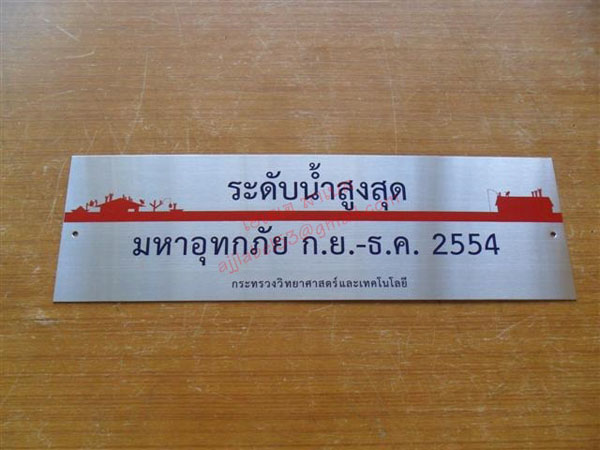 ระดับน้ำสูงสุด
มหาอุทกภัย ก.ย.-ธ.ค. 2554
กระทรวงวิทยาศาสตร์และเทคโนโลยี